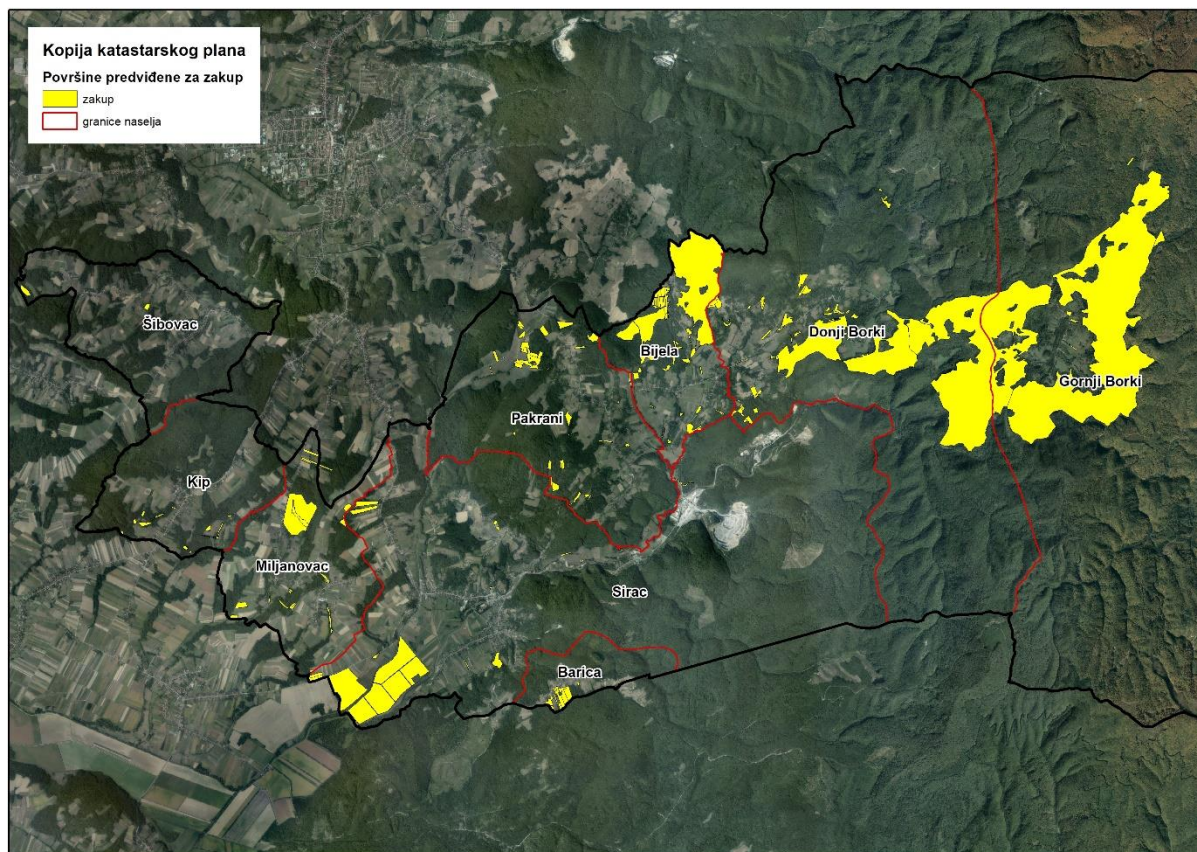 Kopija katastarskog plana
Površine predviđene za zakup
zakup
granice naselja
Šibovac
Bijela
Donji Borki
Gornji Borki
Pakrani
Kip
Miljanovac
Sirac
Barica